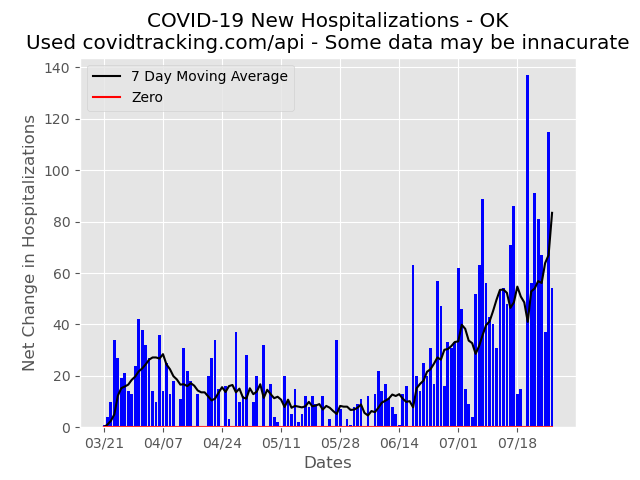 COVID-19 New Hospitalizations - OK
Used covidtracking.com/api - Some data may be innacurate
7 Day Moving Average
Zero
Net Change in Hospitalizations
140
120
100
80
60
40
20
0
03/21 04/07 04/24 05/11 05/28 06/14 07/01 07/18
Dates